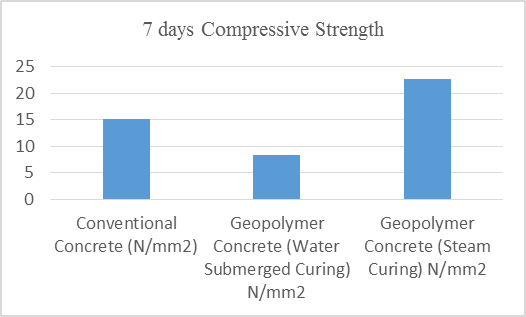 7 days Compressive Strength
25
20
15
10
5
0
Conventional
Concrete (N/mm2)
Geopolymer
Concrete (Water
Submerged Curing)
N/mm2
Geopolymer
Concrete (Steam
Curing) N/mm2